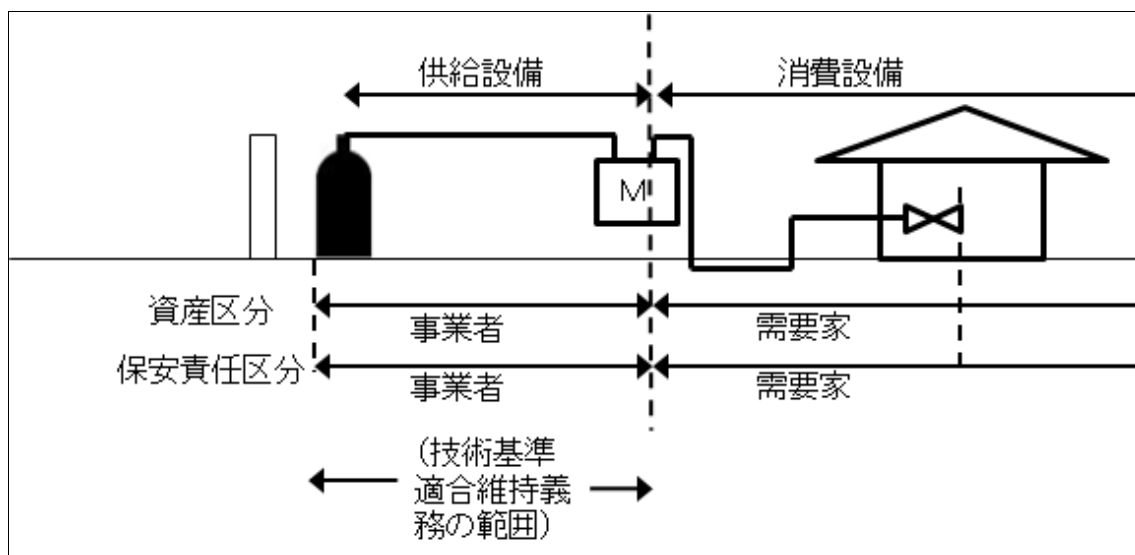 供給設備
消費設備
M
資産区分
事業者
需要家
保安責任区分
事業者
需要家
(技術基準
適合維持義
務の範囲)